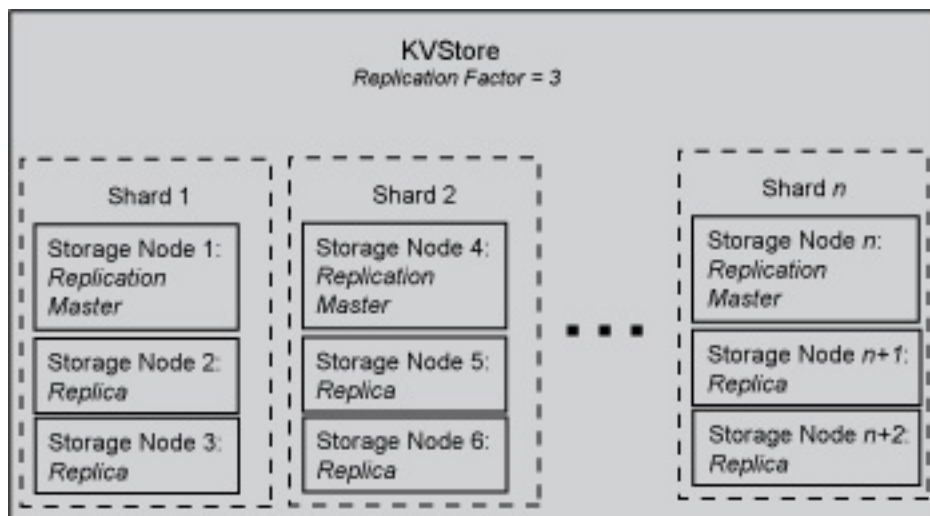 KVStore
Replication Factor = 3
Shard 1
Storage Node 1:
Replication
Master
Storage Node 2:
Replica
Storage Node 3:
Replica
Shard 2
Storage Node 4:
Replication
Master
Storage Node 5:
Replica
Storage Node 6:
Replica
Shard n
Storage Node n:
Replication
Master
Storage Node n+1:
Replica
Storage Node n+2:
Replica